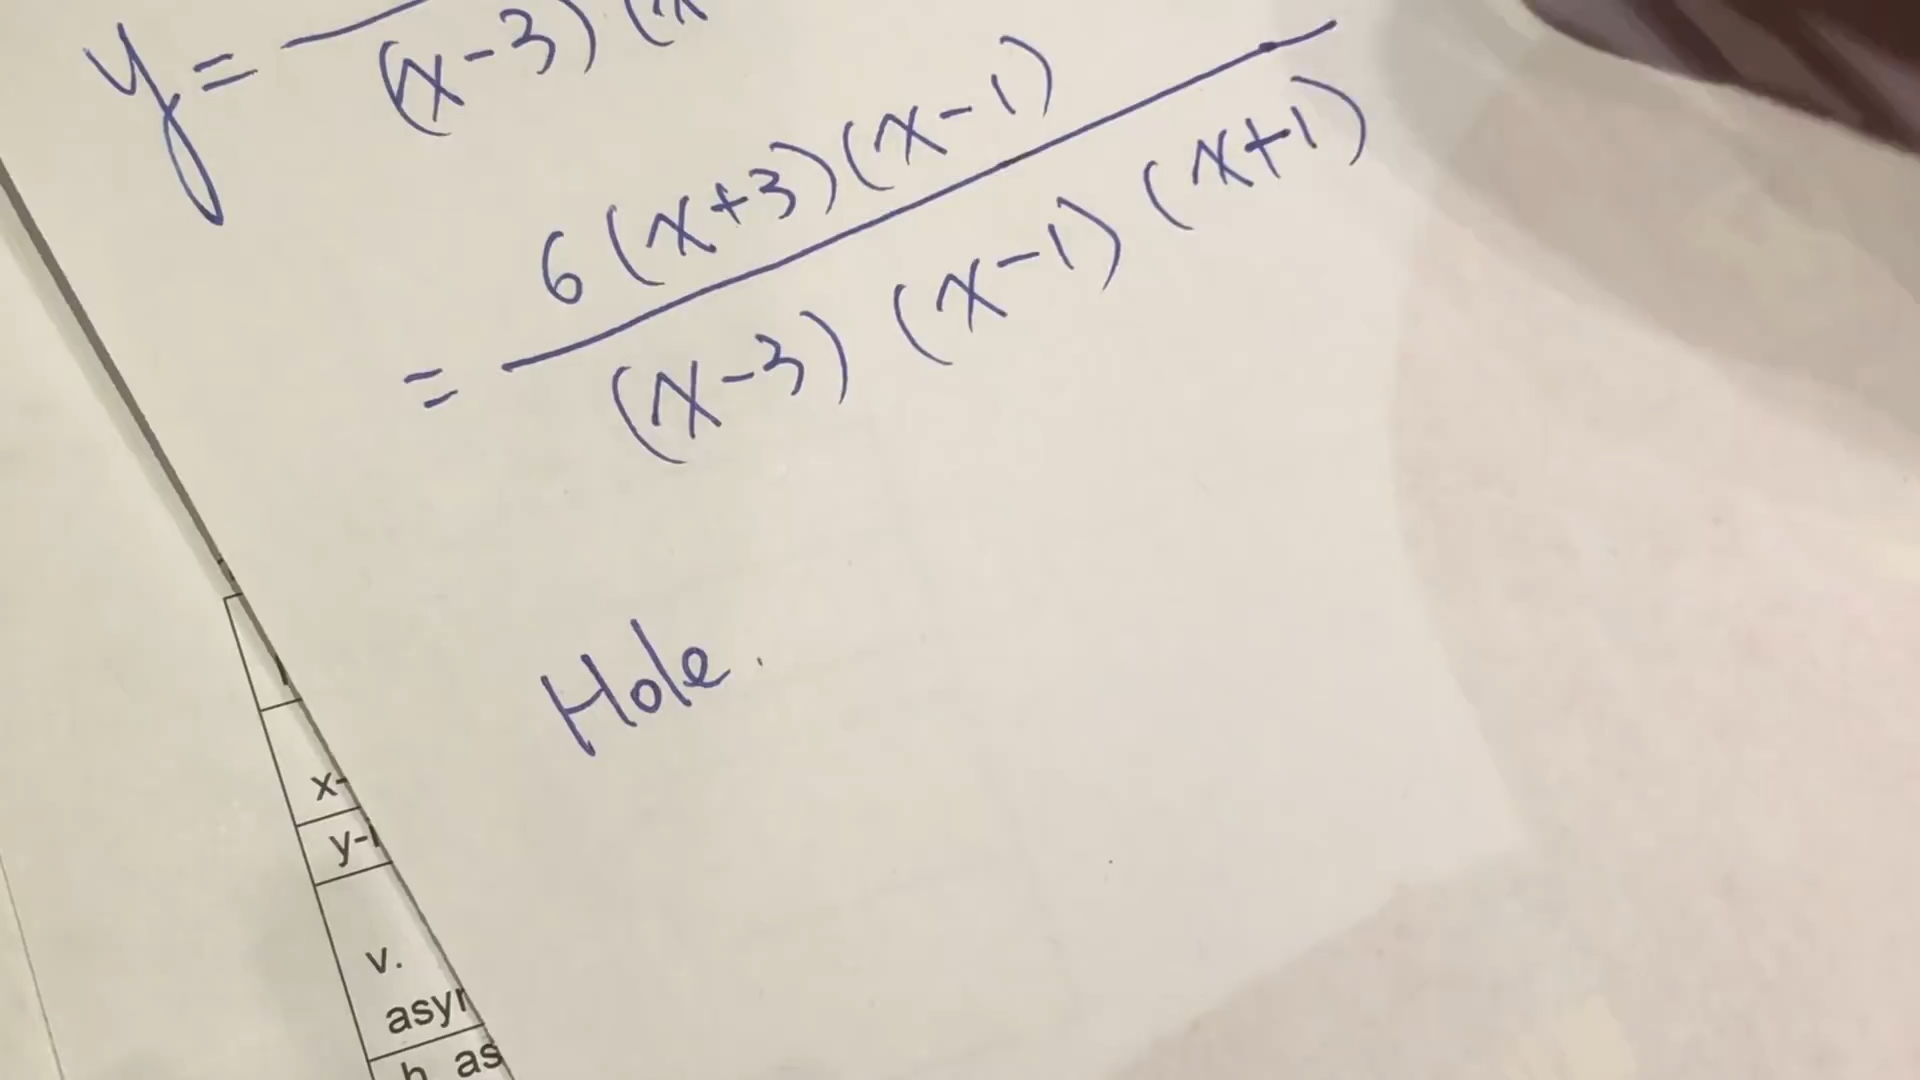 y =
(x-3)(x
6(x+3)(x-1)
=
(x-3) (x-1) (x+1)
Hole.
x-
y-
v.
asy
h as